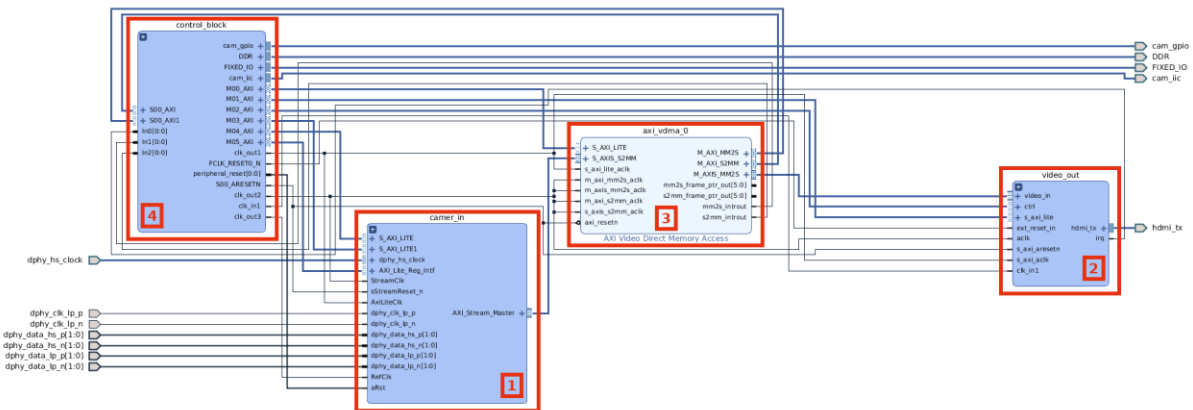 control_block
cam_gpio
DDR
FIXED_IO
cam_iic
M00_AXI
M01_AXI
S00_AXI
M02_AXI
S00_AXI1
M03_AXI
In0[0:0]
M04_AXI
In1[0:0]
M05_AXI
In2[0:0]
clk_out1
FCLK_RESET0_N
peripheral_reset[0:0]
S00_ARESETN
clk_out2
clk_in1
clk_out3
4
camer_in
S_AXI_LITE
S_AXI_LITE1
dphy_hs_clock
AXI_Lite_Reg_Intf
StreamClk
sStreamReset_n
AxiLiteClk
dphy_clk_lp_p
AXI_Stream_Master
dphy_clk_lp_n
dphy_data_hs_p[1:0]
dphy_data_hs_n[1:0]
dphy_data_lp_p[1:0]
dphy_data_lp_n[1:0]
RefClk
aRst
1
axi_vdma_0
S_AXI_LITE
M_AXI_MM2S
S_AXIS_S2MM
M_AXI_S2MM
s_axi_lite_aclk
M_AXIS_MM2S
m_axi_mm2s_aclk
mm2s_frame_ptr_out[5:0]
m_axis_mm2s_aclk
s2mm_frame_ptr_out[5:0]
m_axi_s2mm_aclk
mm2s_introut
s_axis_s2mm_aclk
s2mm_introut
axi_resetn
3
AXI Video Direct Memory Access
video_out
video_in
ctrl
s_axi_lite
ext_reset_in
hdmi_tx
aclk
irq
s_axi_aresetn
s_axi_aclk
clk_in1
2
cam_gpio
DDR
FIXED_IO
cam_iic
hdmi_tx
dphy_hs_clock
dphy_clk_lp_p
dphy_clk_lp_n
dphy_data_hs_p[1:0]
dphy_data_hs_n[1:0]
dphy_data_lp_p[1:0]
dphy_data_lp_n[1:0]